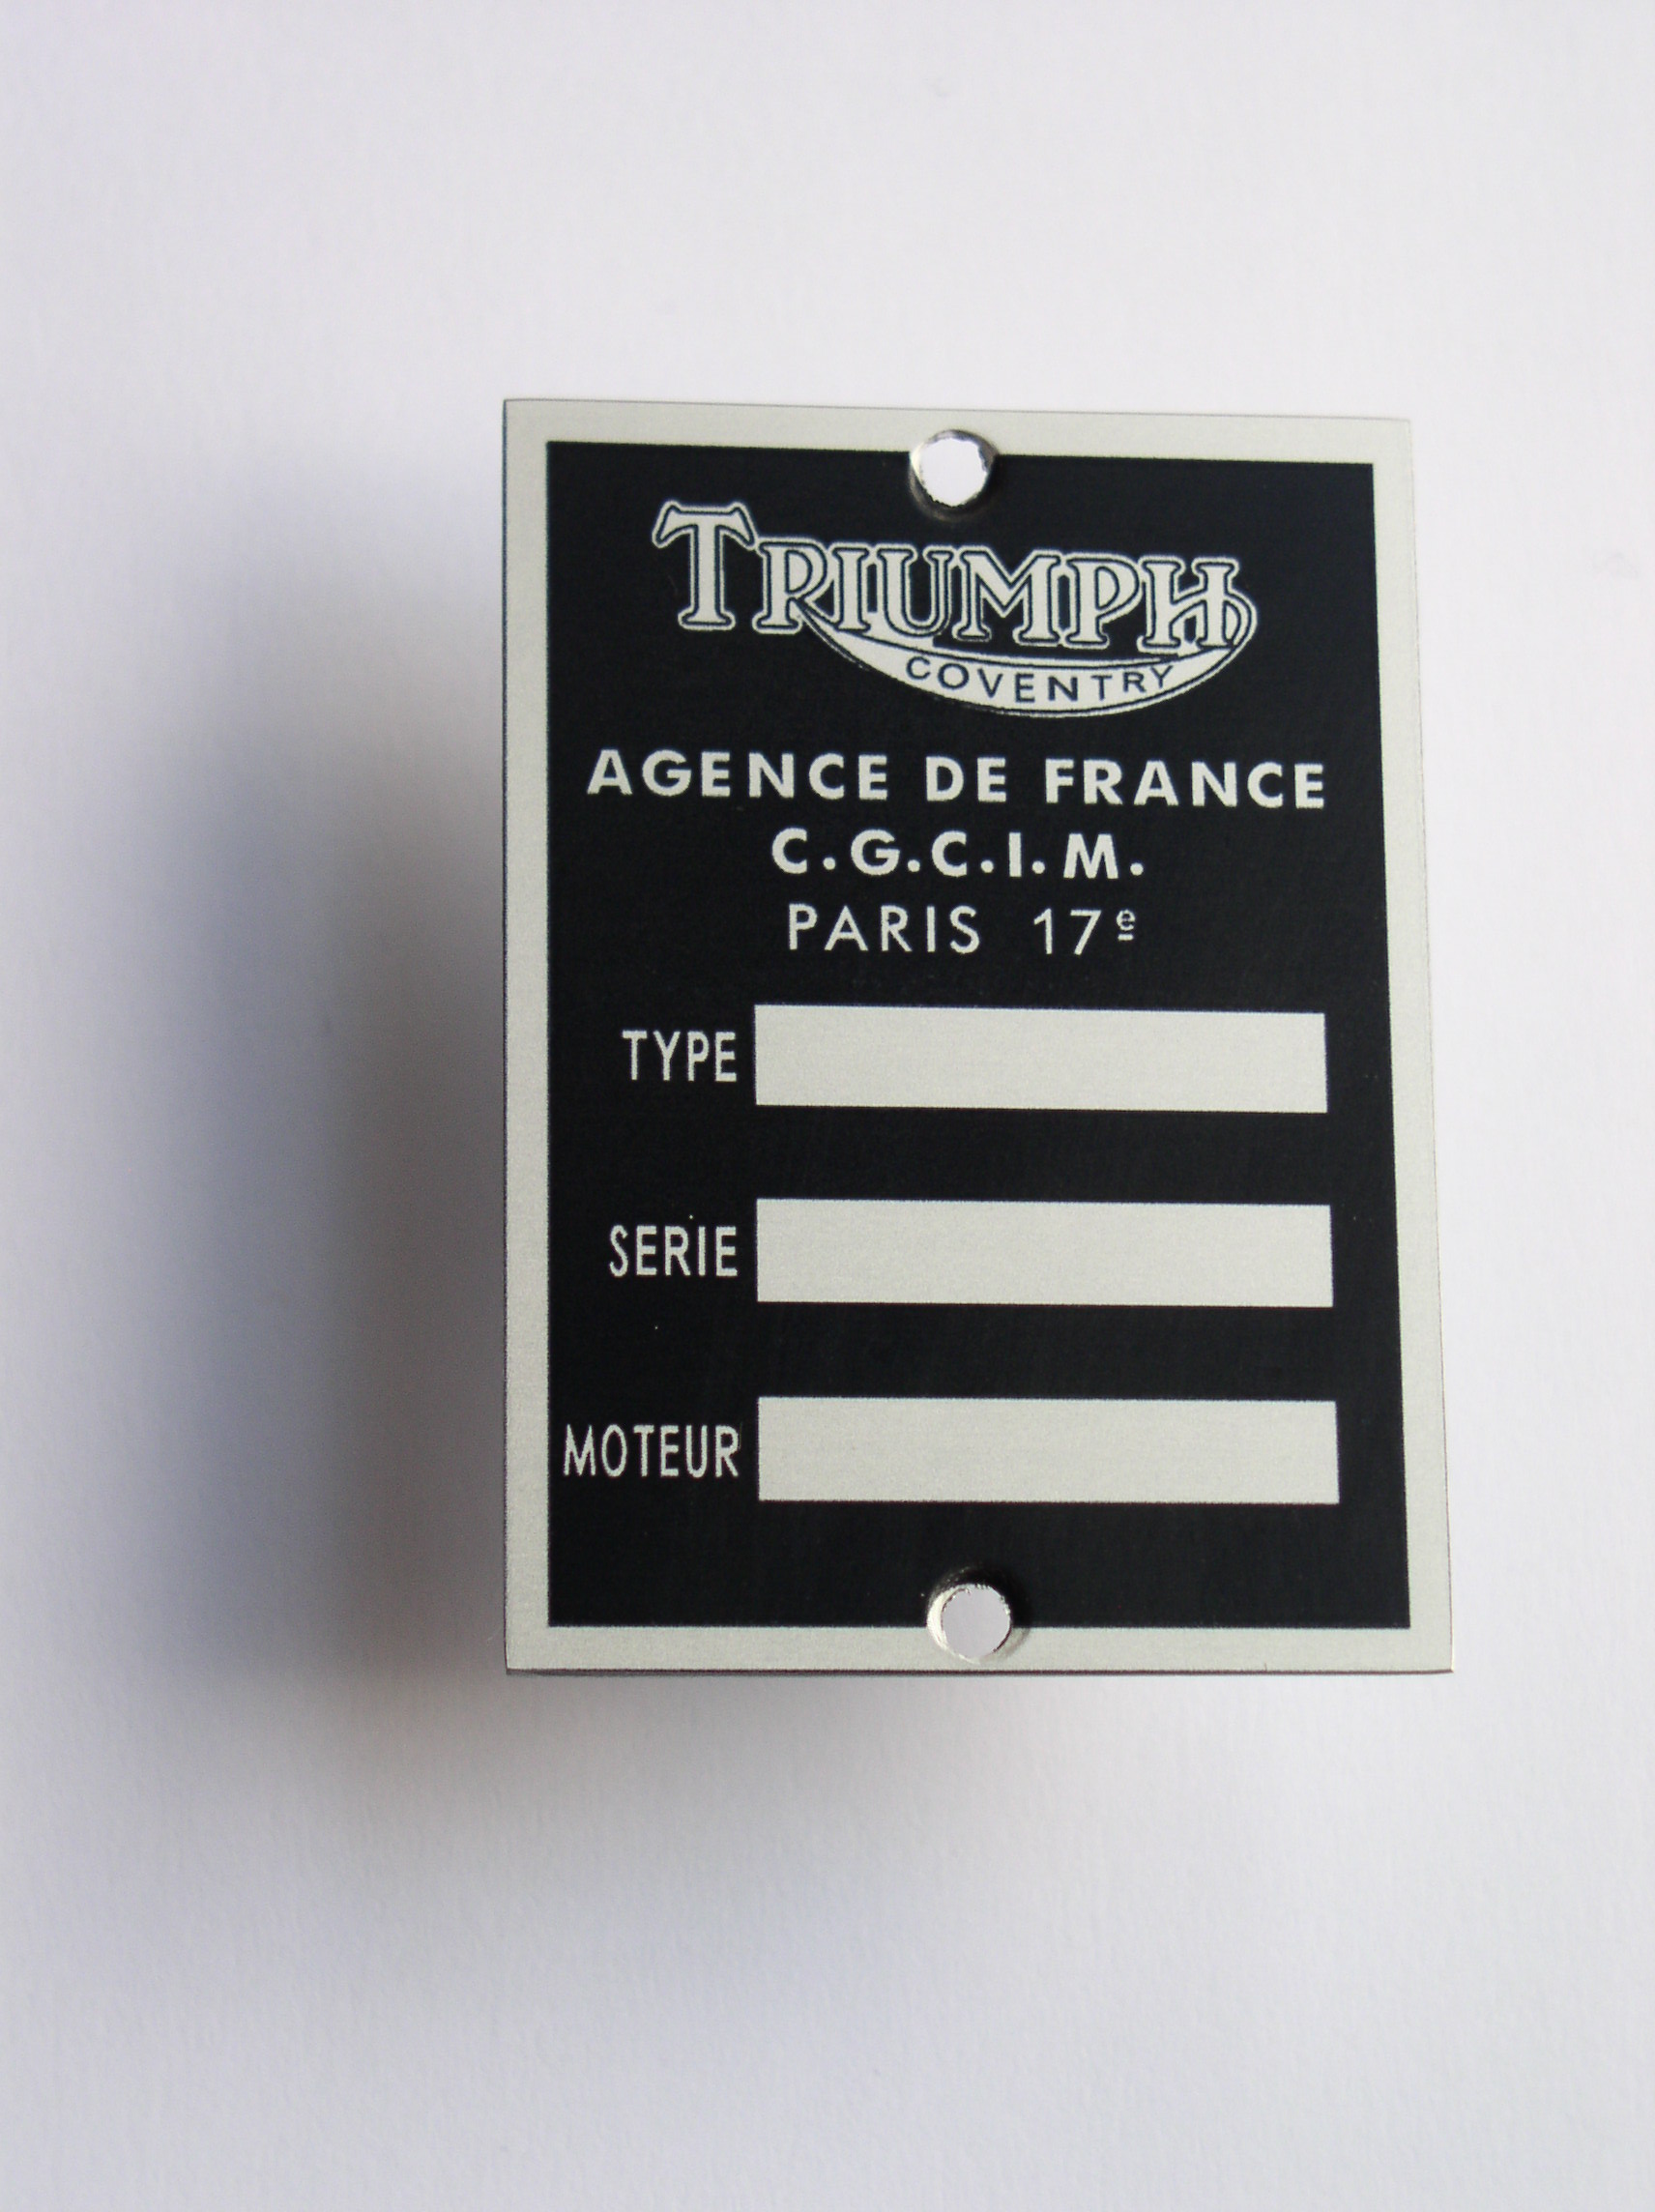 TRIUMPH
COVENTRY
AGENCE DE FRANCE
C.G.C.I.M.
PARIS 17e
TYPE
SERIE
MOTEUR